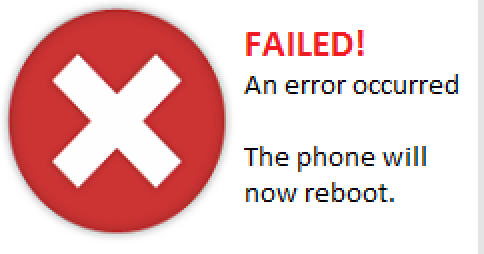 FAILED!
An error occurred
The phone will
now reboot.